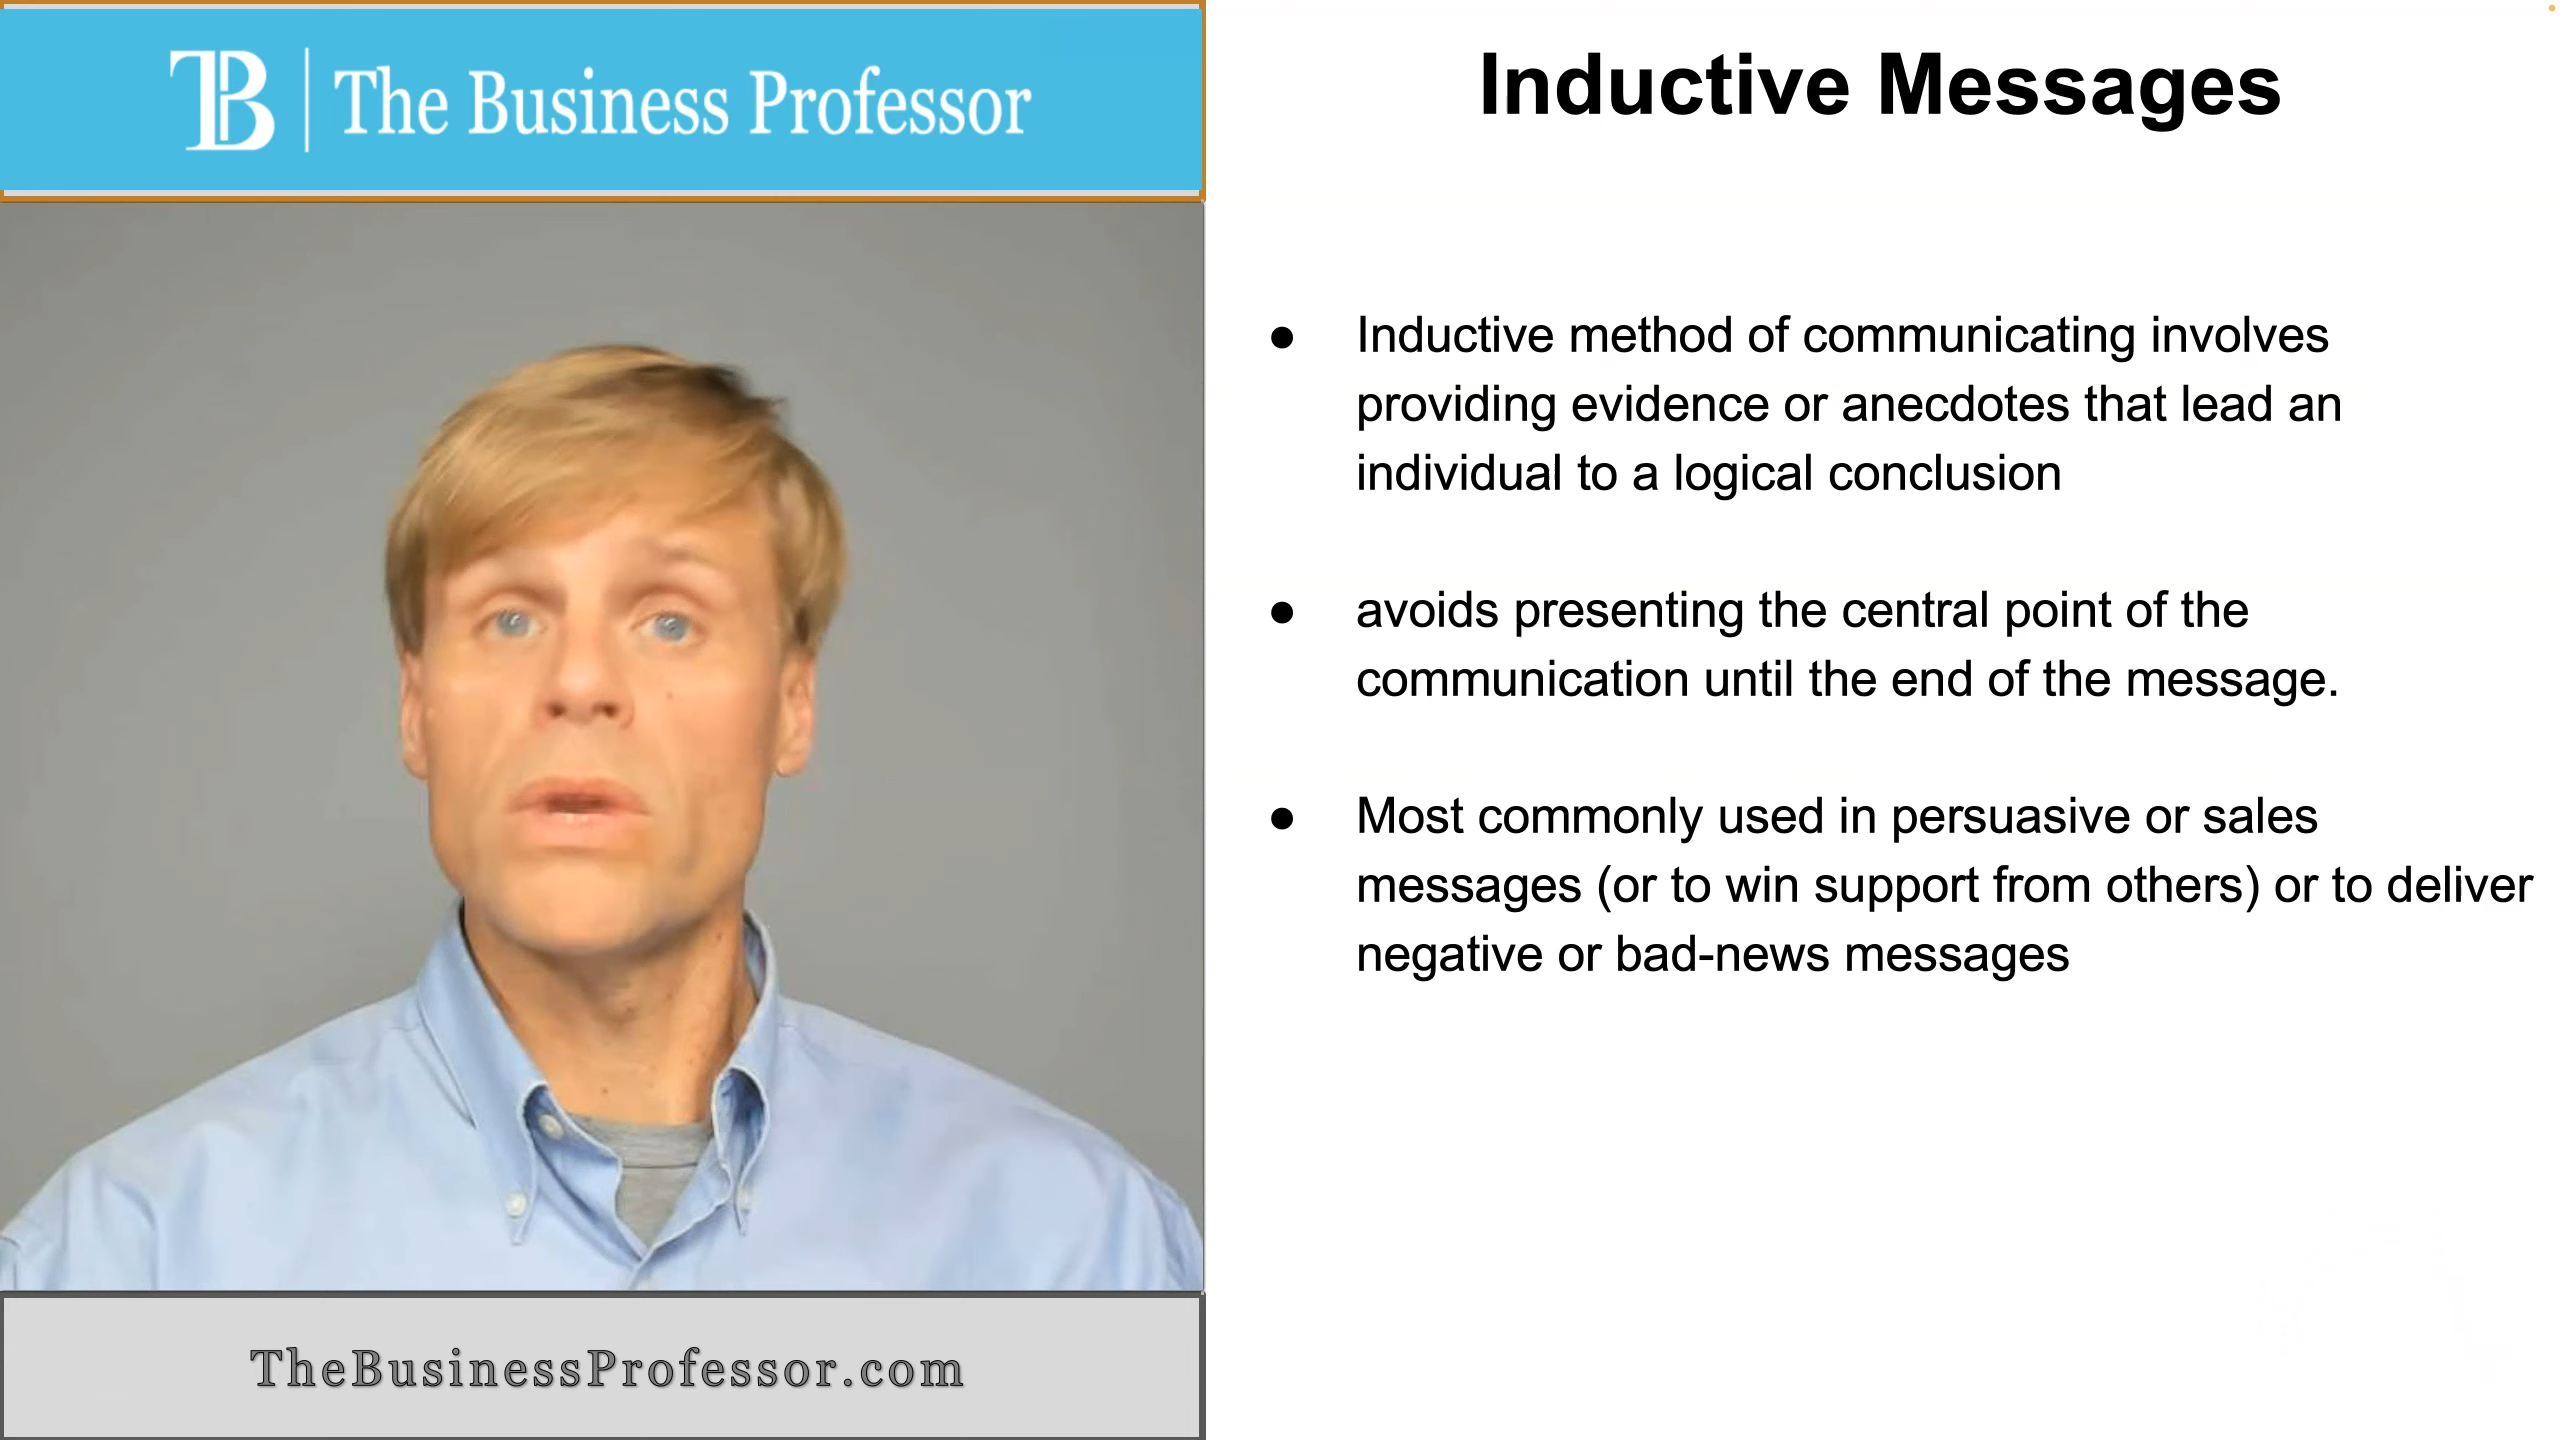 TB | The Business Professor
Inductive Messages
● Inductive method of communicating involves
providing evidence or anecdotes that lead an
individual to a logical conclusion
● avoids presenting the central point of the
communication until the end of the message.
● Most commonly used in persuasive or sales
messages (or to win support from others) or to deliver
negative or bad-news messages
TheBusinessProfessor.com